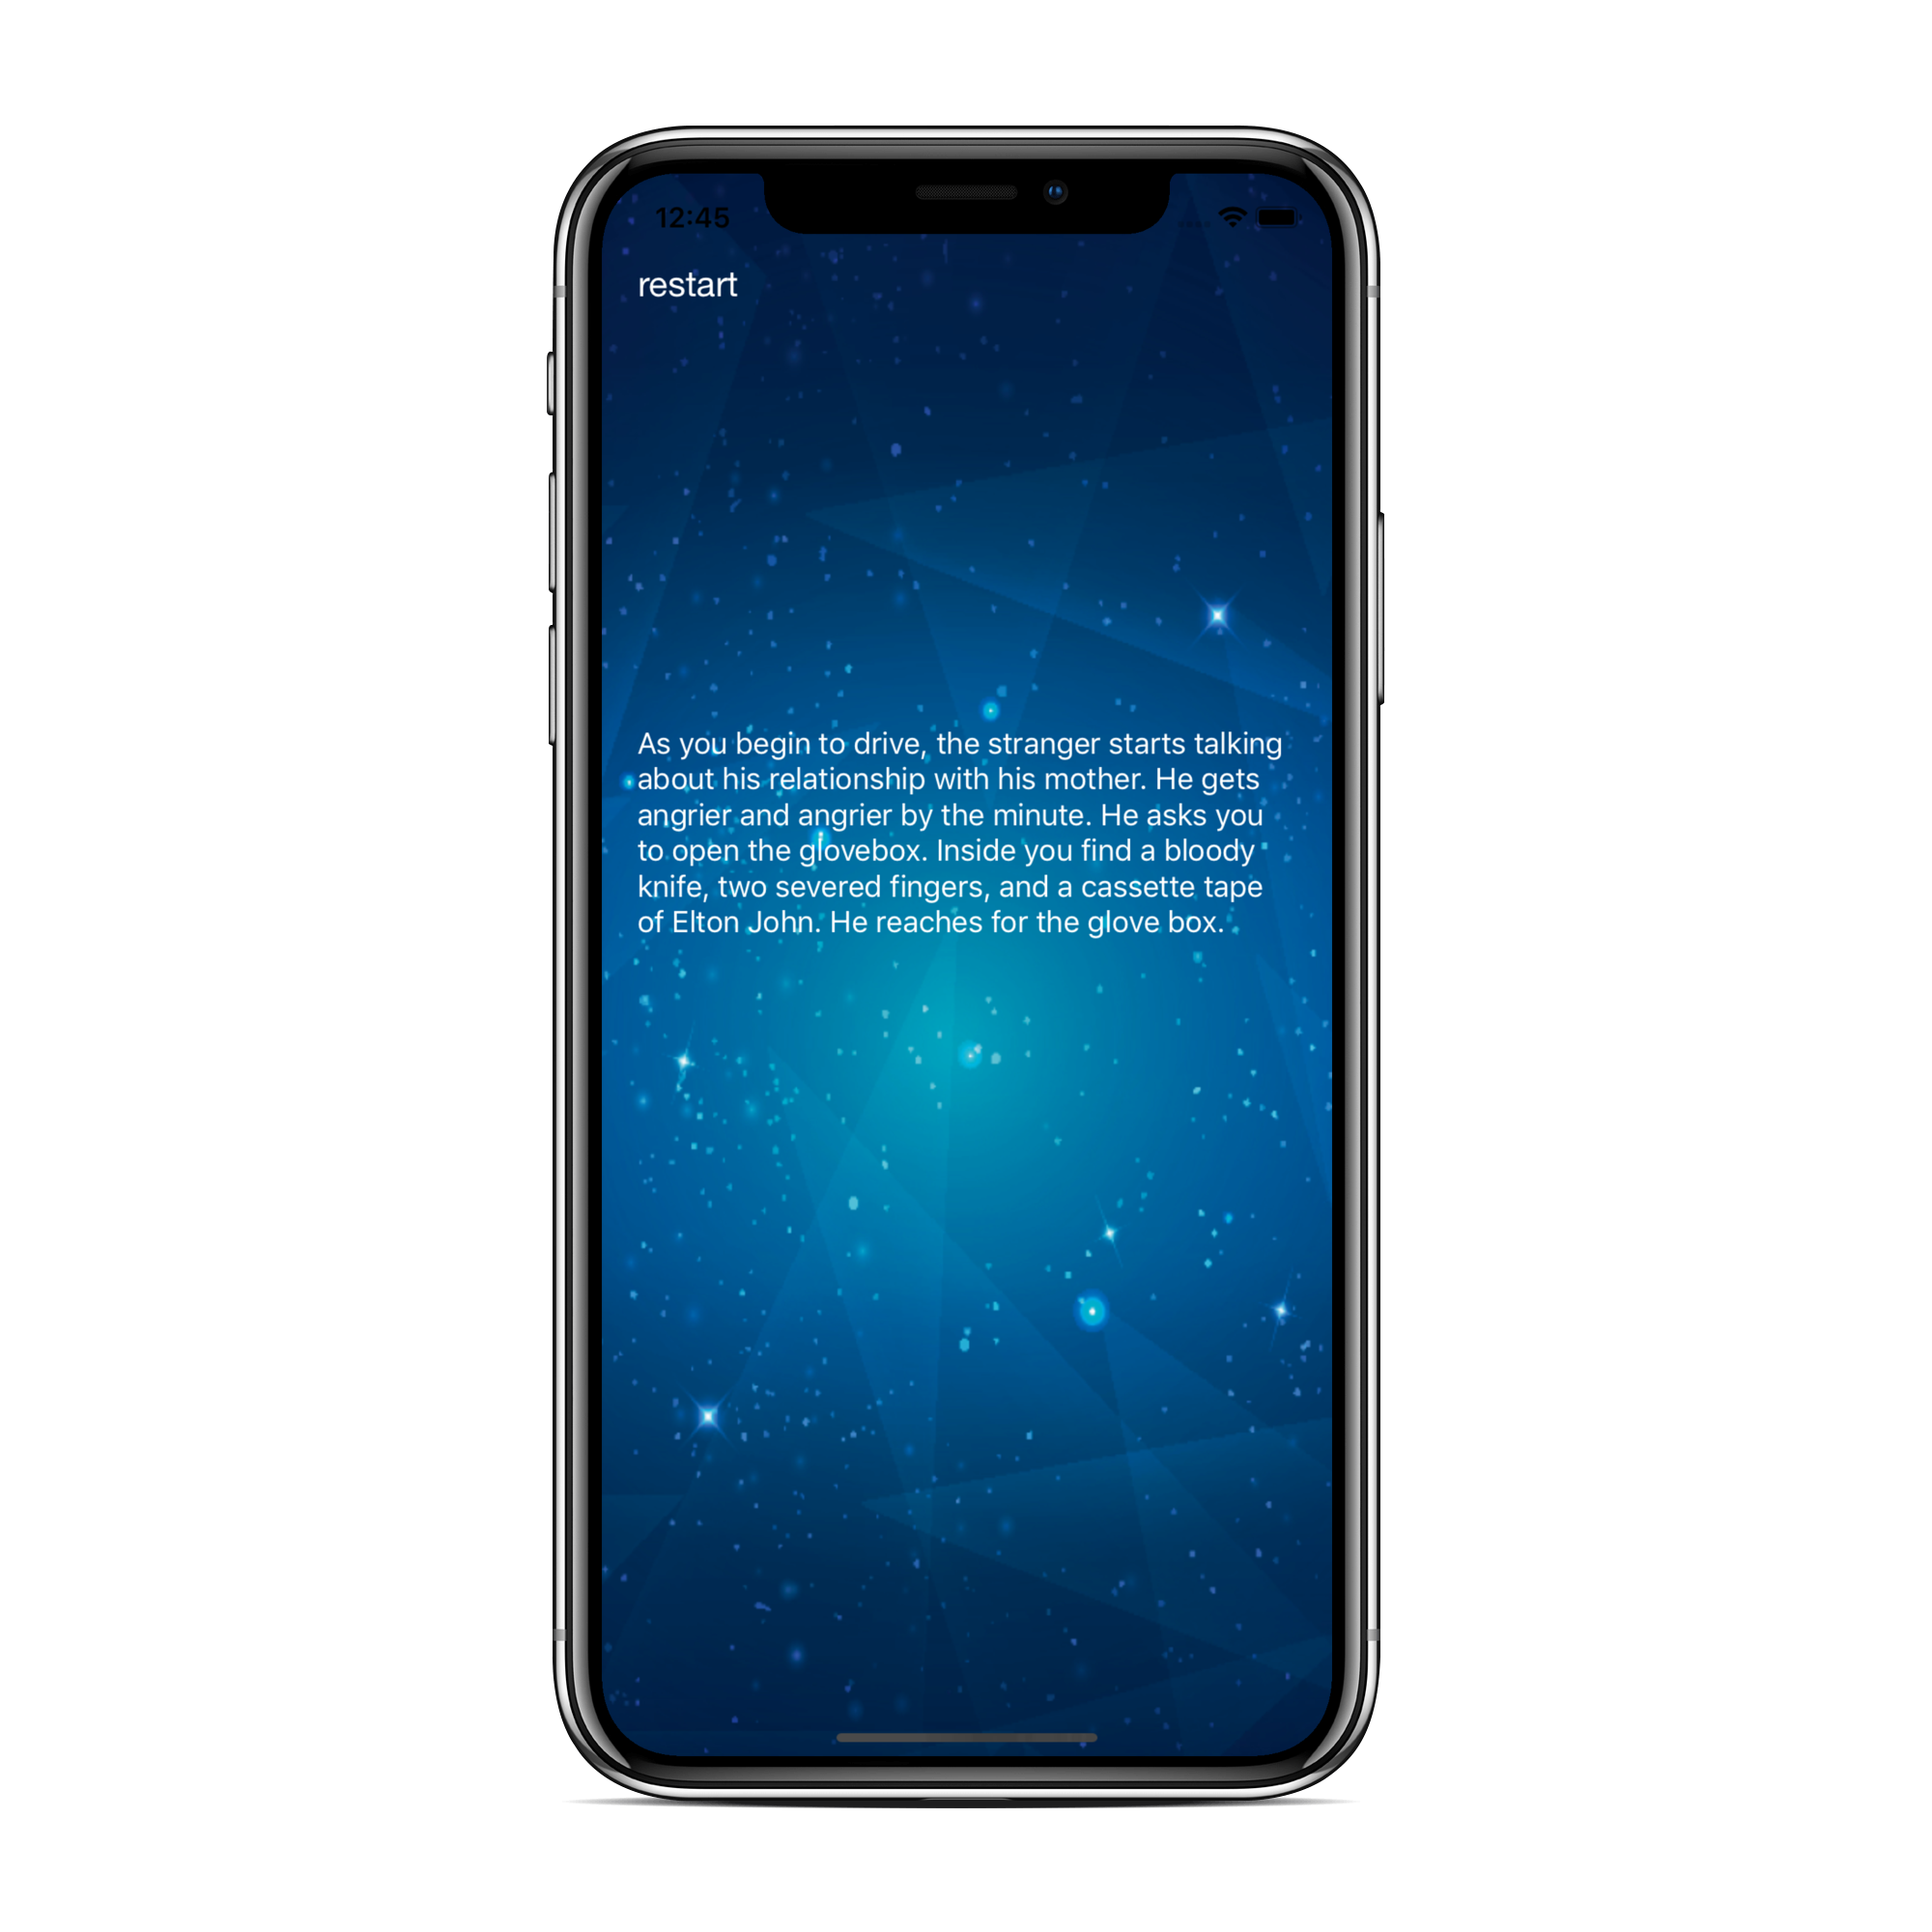 12:45
restart
As you begin to drive, the stranger starts talking
about his relationship with his mother. He gets
angrier and angrier by the minute. He asks you
to open the glovebox. Inside you find a bloody
knife, two severed fingers, and a cassette tape
of Elton John. He reaches for the glove box.